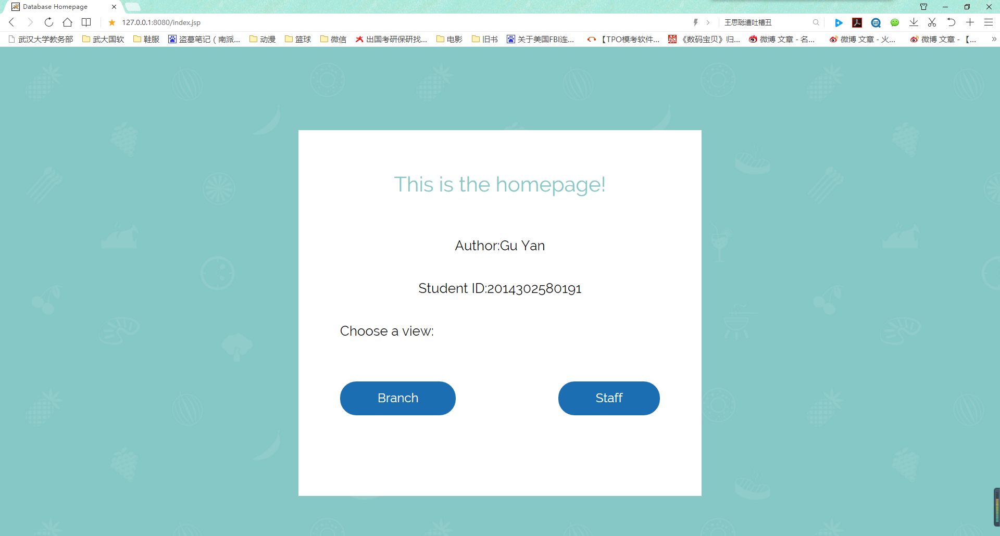 Database Homepage
127.0.0.1:8080/index.jsp
王思聪遭吐槽丑
武汉大学教务部 武大国软 鞋服 盗墓笔记 ( 南派... 动漫 篮球 微信 出国考研保研找... 电影 旧书 关于美国FBI连... 【TPO模考软件... 《数码宝贝》归... 微博 文章 - 名... 微博 文章 - 火... 微博 文章 - 【...
This is the homepage!
Author:Gu Yan
Student ID:2014302580191
Choose a view:
Branch Staff